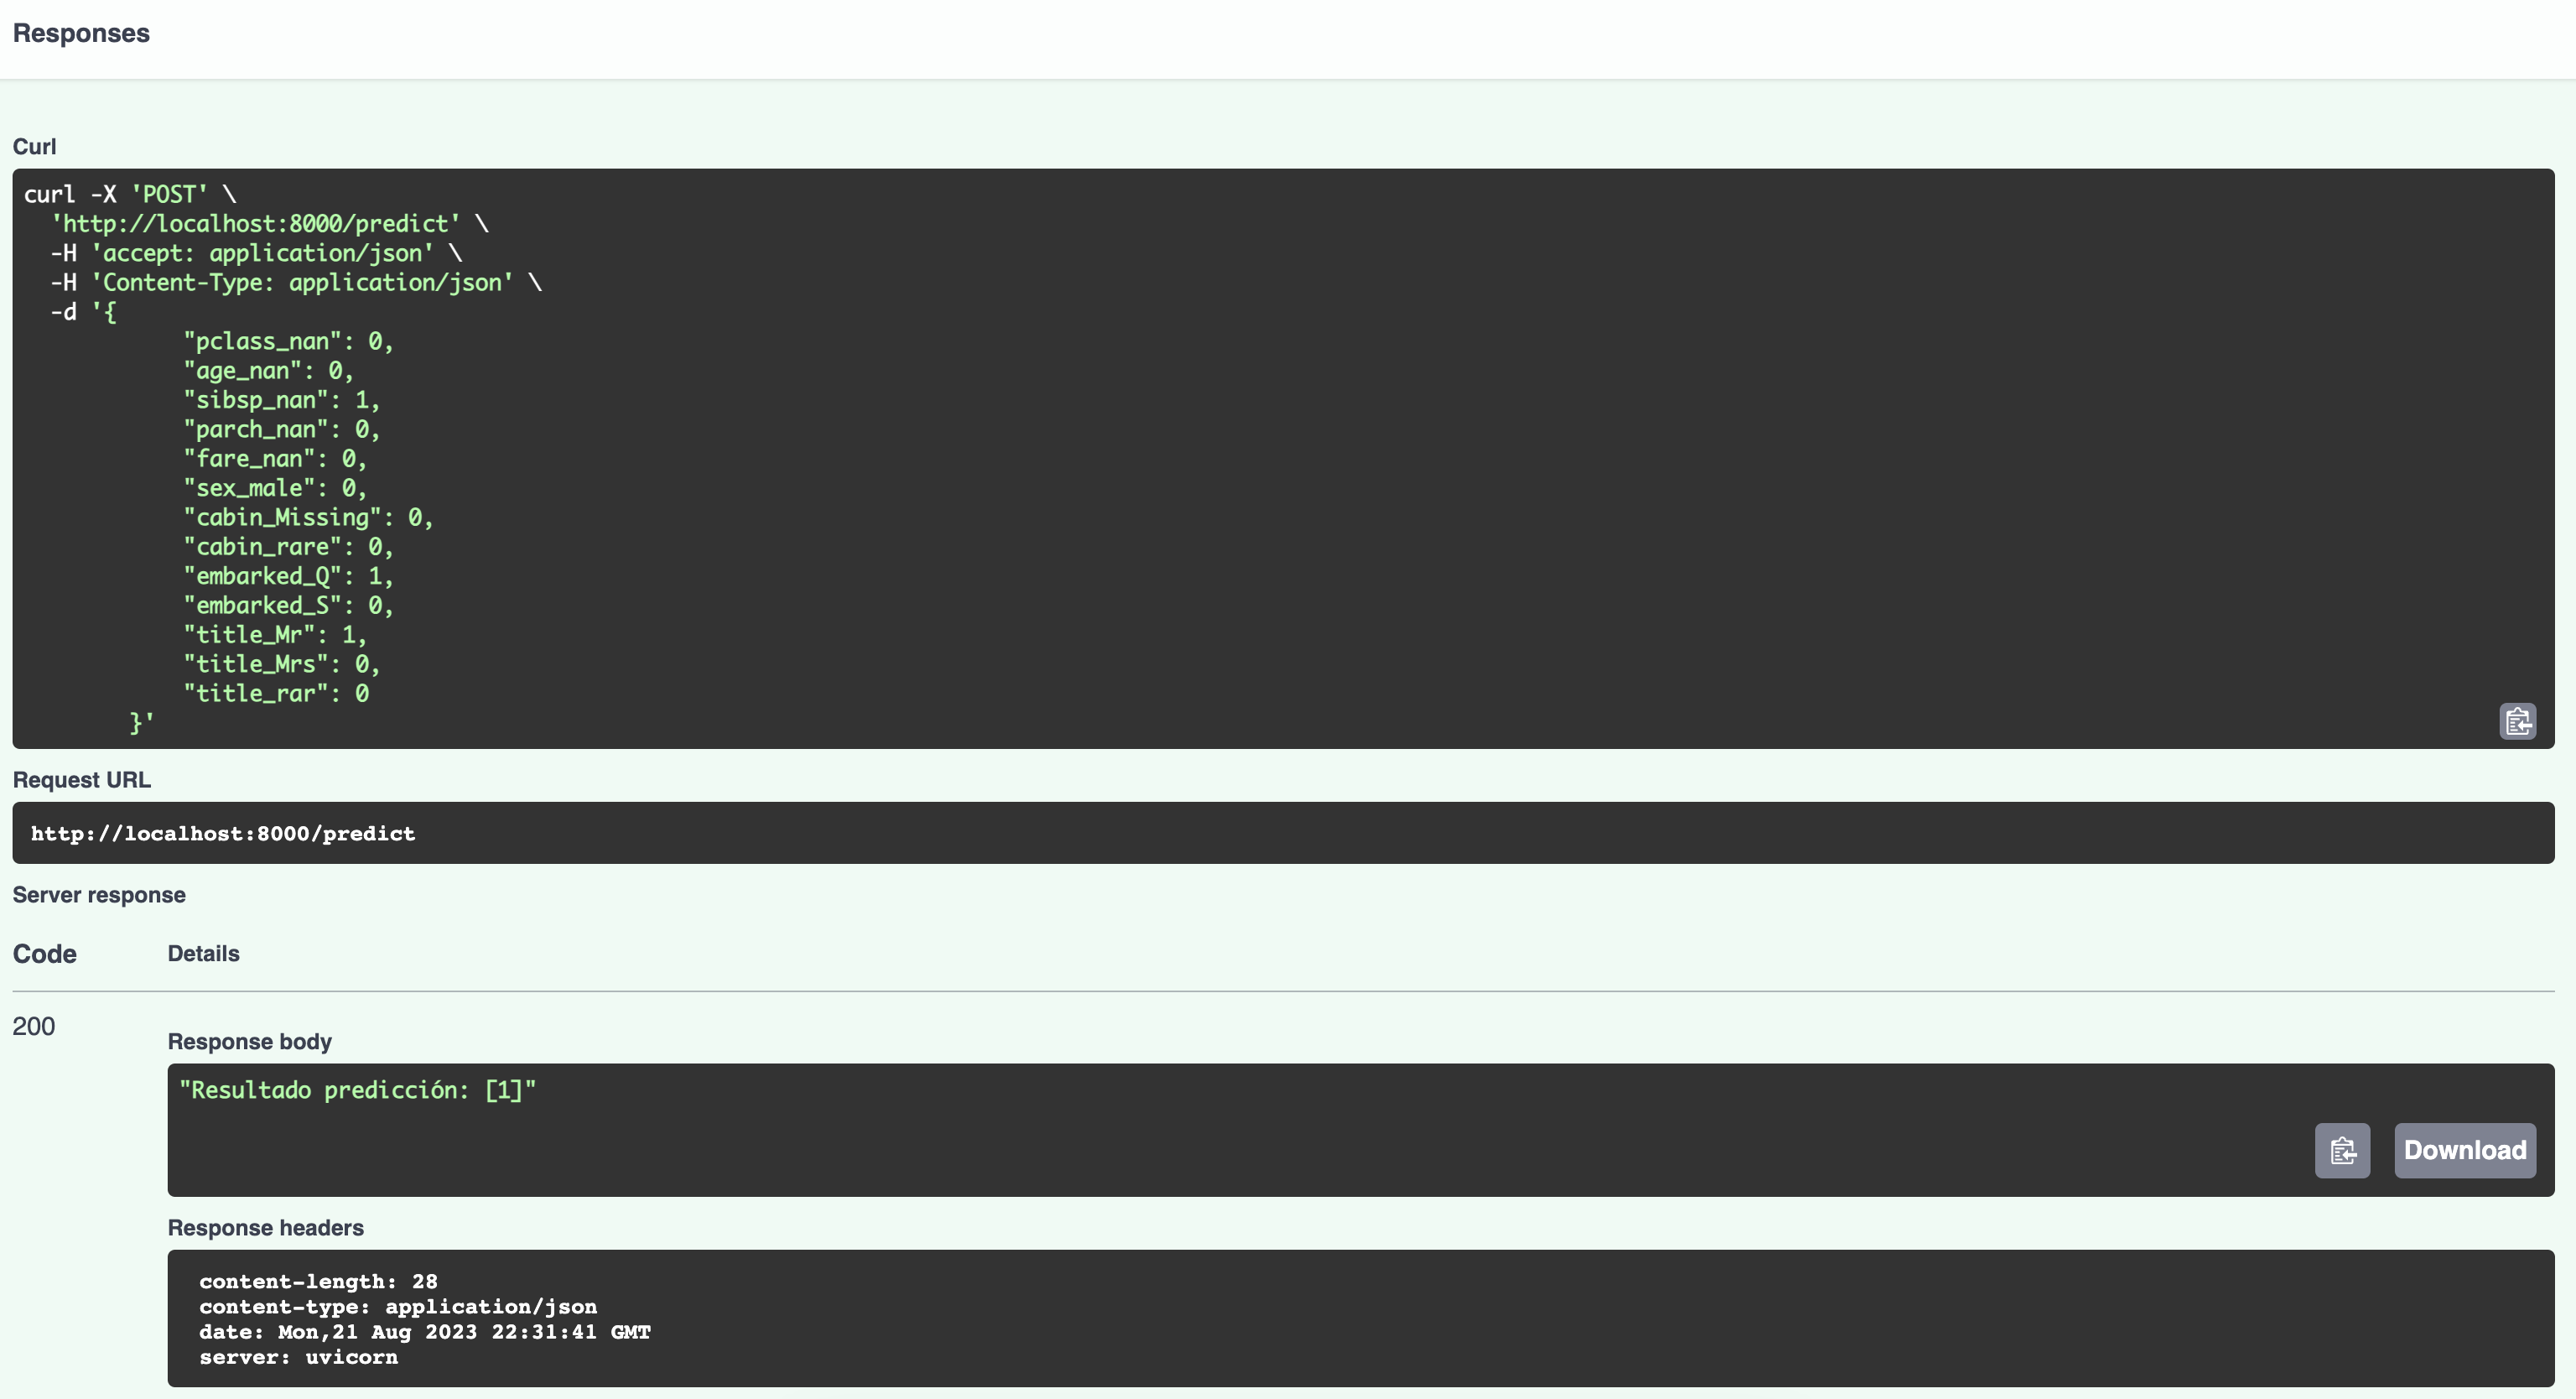 Responses
Curl
curl -X 'POST' \
  'http://localhost:8000/predict' \
  -H 'accept: application/json' \
  -H 'Content-Type: application/json' \
  -d '{
            "pclass_nan": 0,
            "age_nan": 0,
            "sibsp_nan": 1,
            "parch_nan": 0,
            "fare_nan": 0,
            "sex_male": 0,
            "cabin_Missing": 0,
            "cabin_rare": 0,
            "embarked_Q": 1,
            "embarked_S": 0,
            "title_Mr": 1,
            "title_Mrs": 0,
            "title_rar": 0
        }'
Request URL
http://localhost:8000/predict
Server response
Code Details
200
Response body
"Resultado predicción: [1]"
Download
Response headers
content-length: 28
content-type: application/json
date: Mon,21 Aug 2023 22:31:41 GMT
server: uvicorn